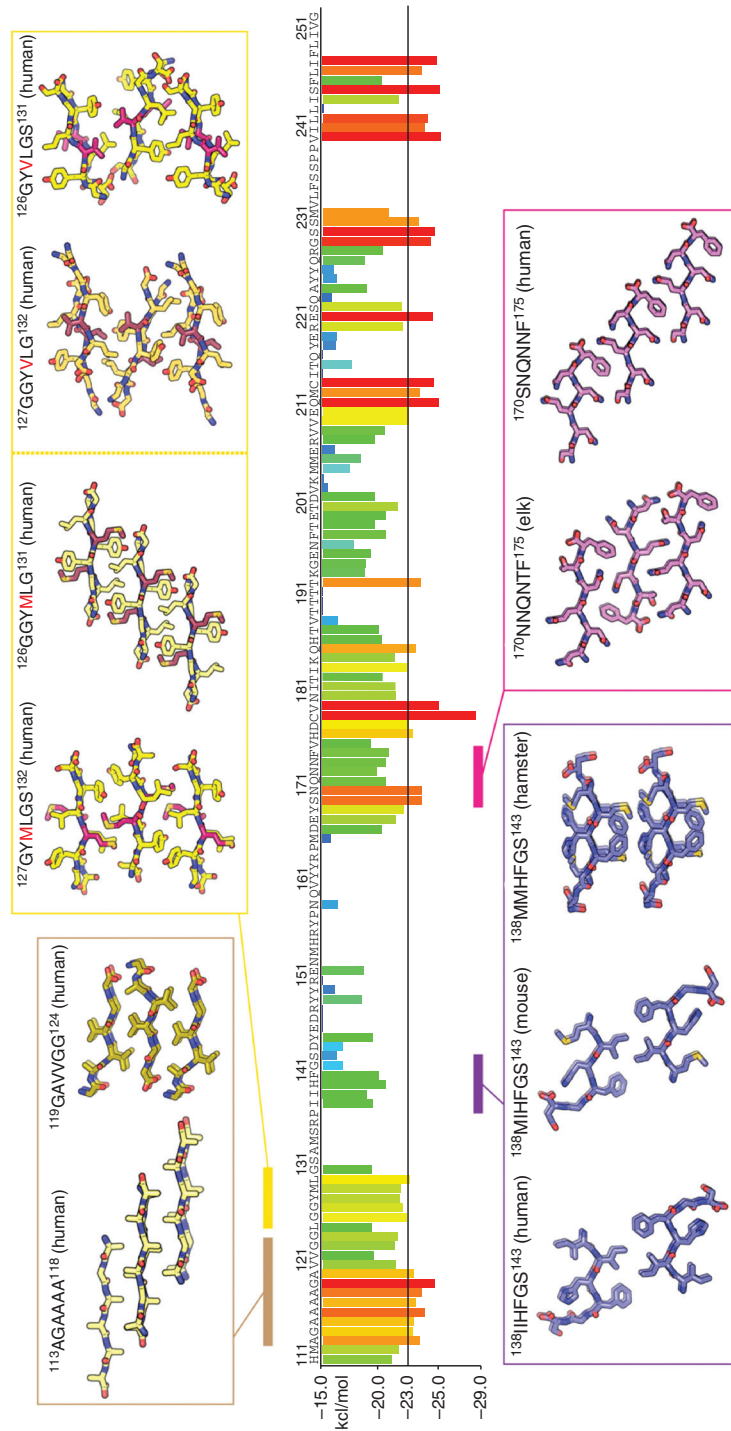 ¹¹³AGAAAA¹¹⁸ (human)
¹¹⁹GAVVGG¹²⁴ (human)
¹²⁷GYMLGS¹³² (human)
¹²⁶GGYMLG¹³¹ (human)
¹²⁷GGYVLG¹³² (human)
¹²⁶GYVLGS¹³¹ (human)
111 121 131 141 151 161 171 181 191 201 211 221 231 241 251
HMAGAAAAGAVVGGLGGYMLGSAMSRPIIHFGSDYEDRYYRENMHRYPNQVYYRPMDEYSNQNNFVHDCVNITIKQHTVTTTTKGENFTETDVKMMERVVEQMCITQYERESQAYYQRGSSMVLFSSPPVILLISFLIFLIVG
–15.0
kcl/mol
–20.0
–23.0
–29.0
¹³⁸IIHFGS¹⁴³ (human)
¹³⁸MIHFGS¹⁴³ (mouse)
¹³⁸MMHFGS¹⁴³ (hamster)
¹⁷⁰NNQNTF¹⁷⁵ (elk)
¹⁷⁰SNQNNF¹⁷⁵ (human)